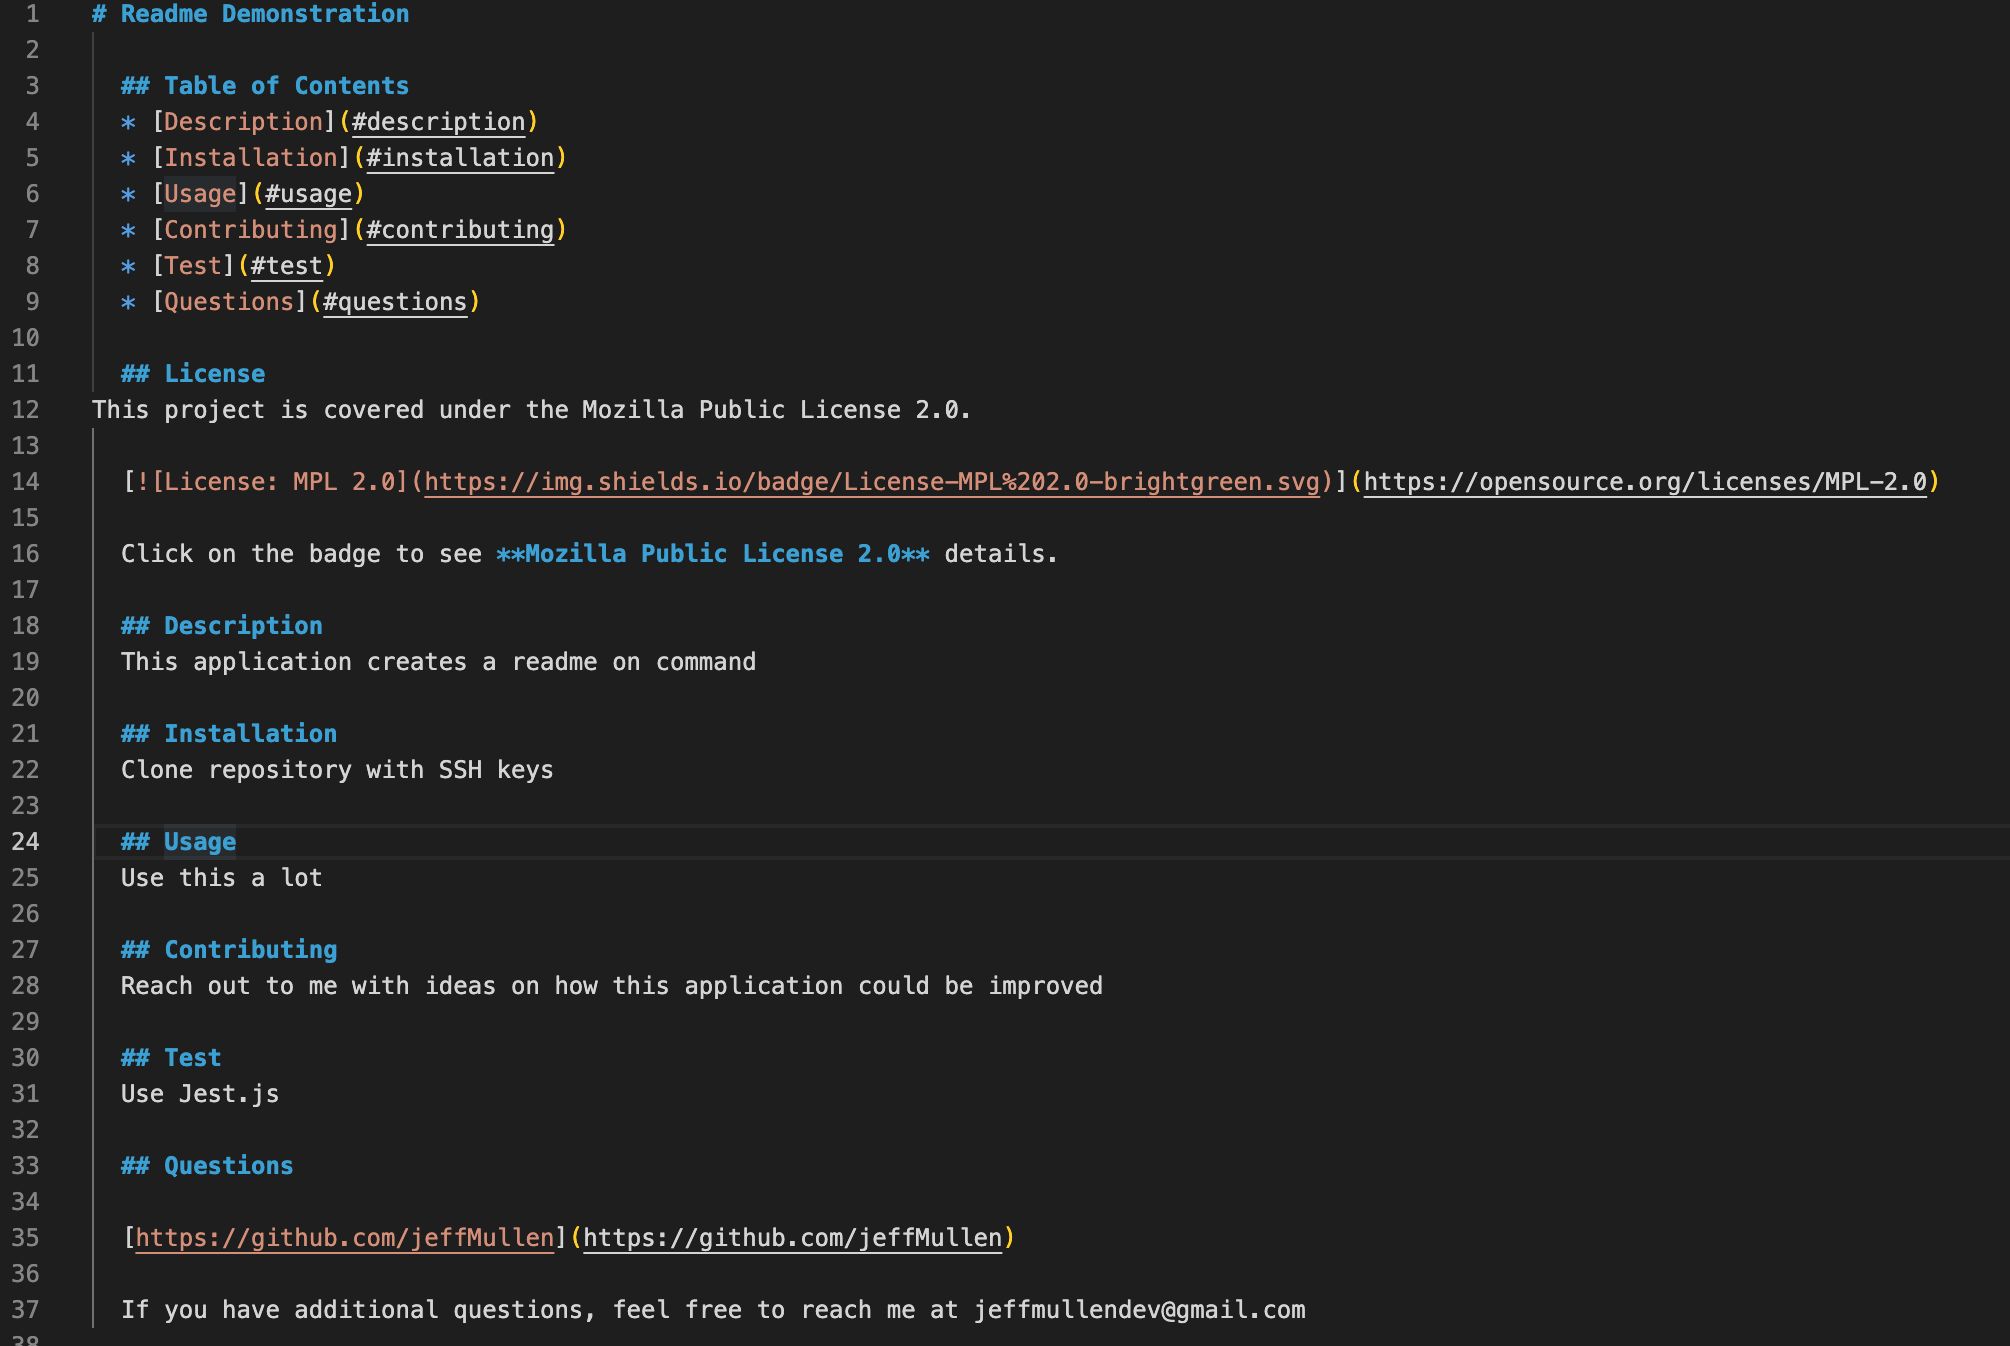 1 # Readme Demonstration
2
3 ## Table of Contents
4 * [Description](#description)
5 * [Installation](#installation)
6 * [Usage](#usage)
7 * [Contributing](#contributing)
8 * [Test](#test)
9 * [Questions](#questions)
10
11 ## License
12 This project is covered under the Mozilla Public License 2.0.
13
14 [![License: MPL 2.0](https://img.shields.io/badge/License-MPL%202.0-brightgreen.svg)](https://opensource.org/licenses/MPL-2.0)
15
16 Click on the badge to see **Mozilla Public License 2.0** details.
17
18 ## Description
19 This application creates a readme on command
20
21 ## Installation
22 Clone repository with SSH keys
23
24 ## Usage
25 Use this a lot
26
27 ## Contributing
28 Reach out to me with ideas on how this application could be improved
29
30 ## Test
31 Use Jest.js
32
33 ## Questions
34
35 [https://github.com/jeffMullen](https://github.com/jeffMullen)
36
37 If you have additional questions, feel free to reach me at jeffmullendev@gmail.com
38